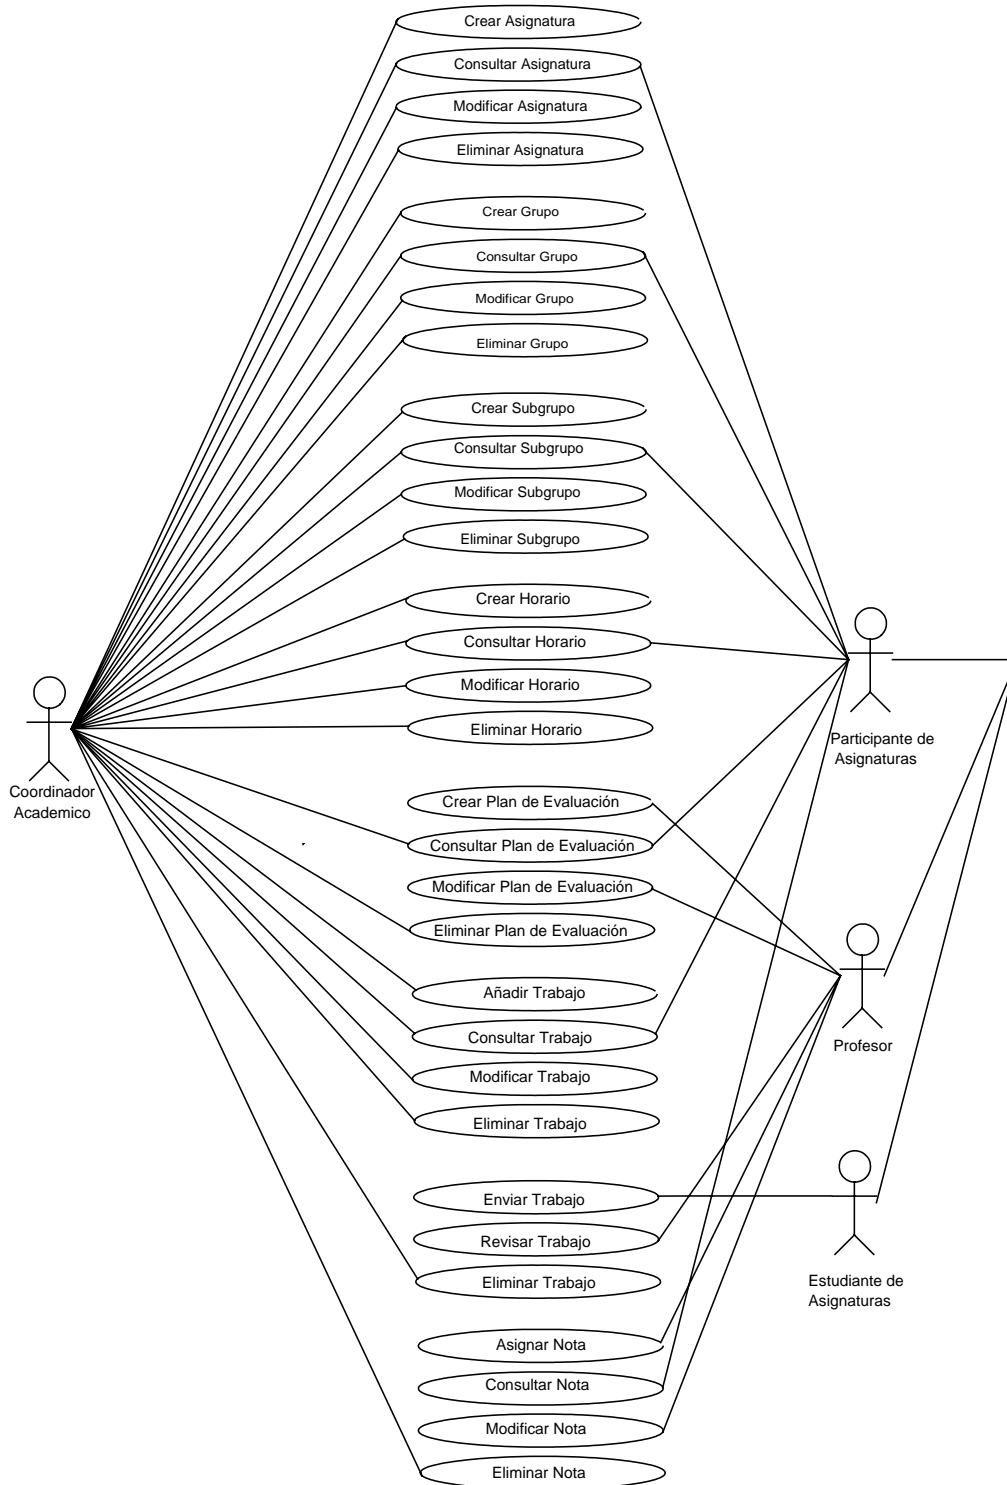 Crear Asignatura
Consultar Asignatura
Modificar Asignatura
Eliminar Asignatura
Crear Grupo
Consultar Grupo
Modificar Grupo
Eliminar Grupo
Crear Subgrupo
Consultar Subgrupo
Modificar Subgrupo
Eliminar Subgrupo
Crear Horario
Consultar Horario
Modificar Horario
Eliminar Horario
Coordinador
Academico
Participante de
Asignaturas
Crear Plan de Evaluación
Consultar Plan de Evaluación
Modificar Plan de Evaluación
Eliminar Plan de Evaluación
Añadir Trabajo
Consultar Trabajo
Modificar Trabajo
Eliminar Trabajo
Profesor
Enviar Trabajo
Revisar Trabajo
Eliminar Trabajo
Estudiante de
Asignaturas
Asignar Nota
Consultar Nota
Modificar Nota
Eliminar Nota